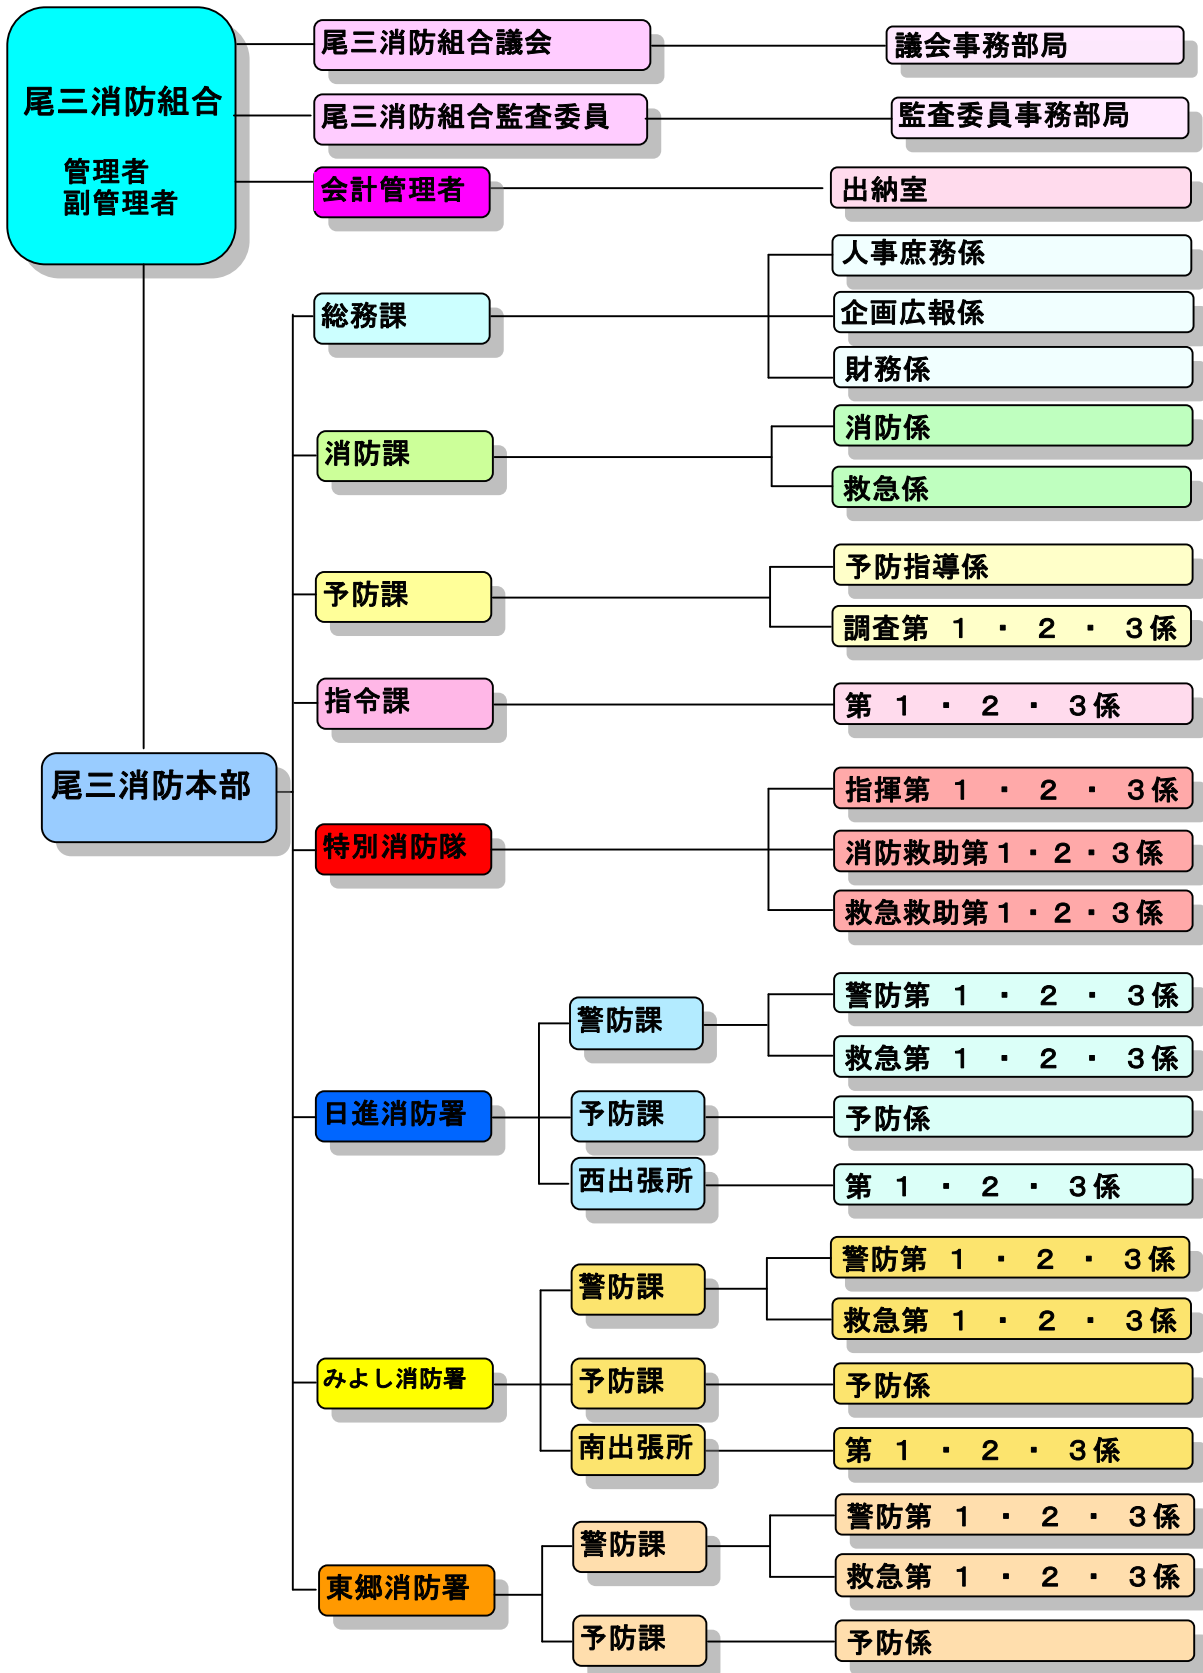 尾三消防組合
管理者
副管理者
尾三消防組合議会
議会事務部局
尾三消防組合監査委員
監査委員事務部局
会計管理者
出納室
尾三消防本部
総務課
人事庶務係
企画広報係
財務係
消防課
消防係
救急係
予防課
予防指導係
調査第 １ ・ ２ ・ ３係
指令課
第 １ ・ ２ ・ ３係
特別消防隊
指揮第 １ ・ ２ ・ ３係
消防救助第１・２・３係
救急救助第１・２・３係
日進消防署
警防課
警防第 １ ・ ２ ・ ３係
救急第 １ ・ ２ ・ ３係
予防課
予防係
西出張所
第 １ ・ ２ ・ ３係
みよし消防署
警防課
警防第 １ ・ ２ ・ ３係
救急第 １ ・ ２ ・ ３係
予防課
予防係
南出張所
第 １ ・ ２ ・ ３係
東郷消防署
警防課
警防第 １ ・ ２ ・ ３係
救急第 １ ・ ２ ・ ３係
予防課
予防係